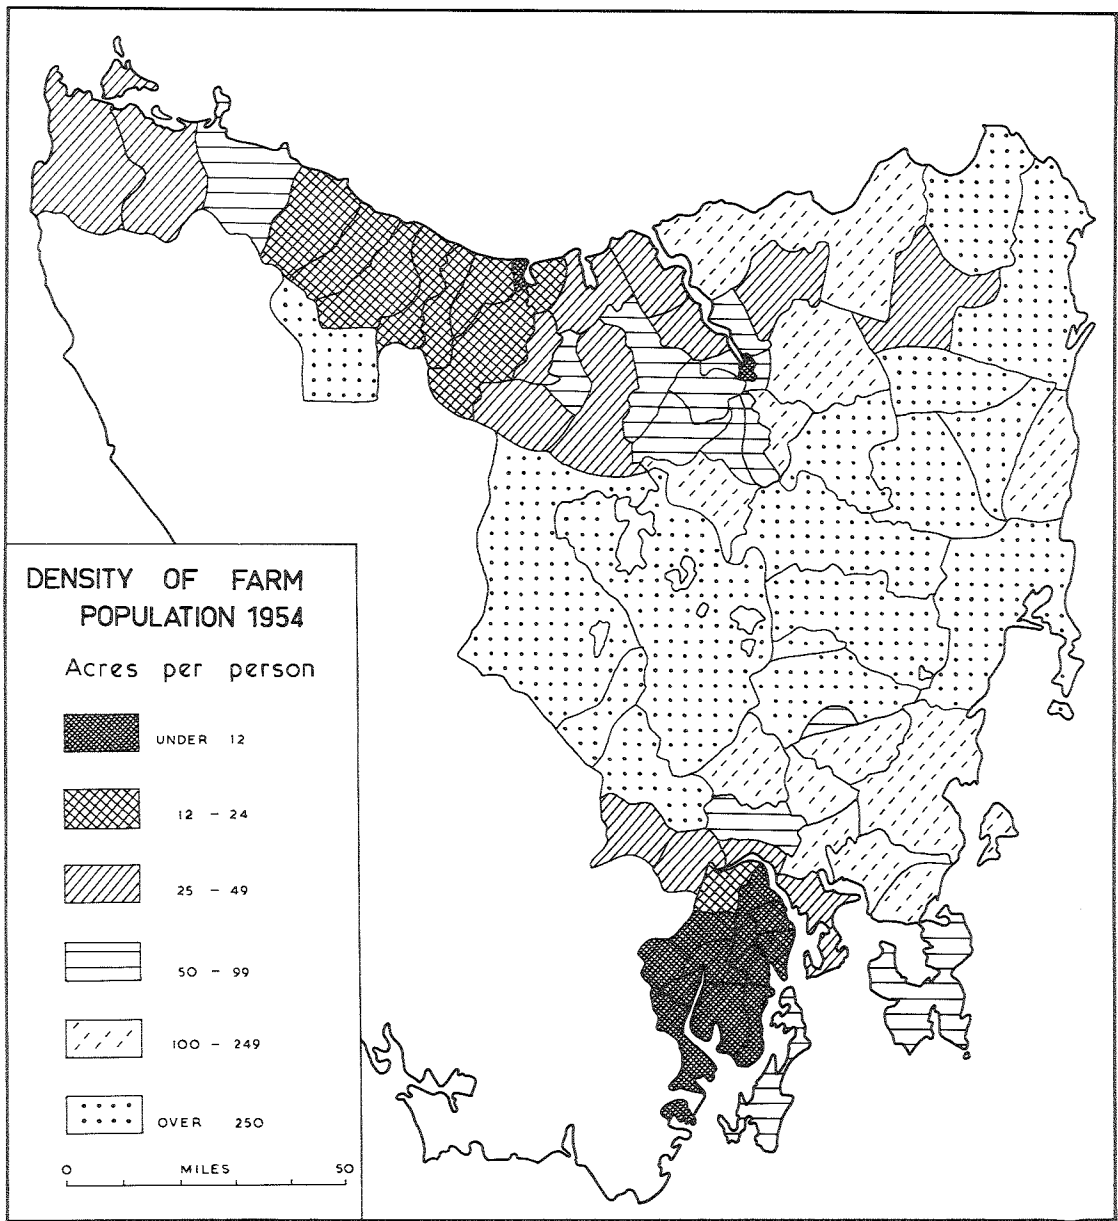 DENSITY OF FARM
POPULATION 1954
Acres per person
UNDER 12
12 - 24
25 - 49
50 - 99
100 - 249
OVER 250
0 MILES 50